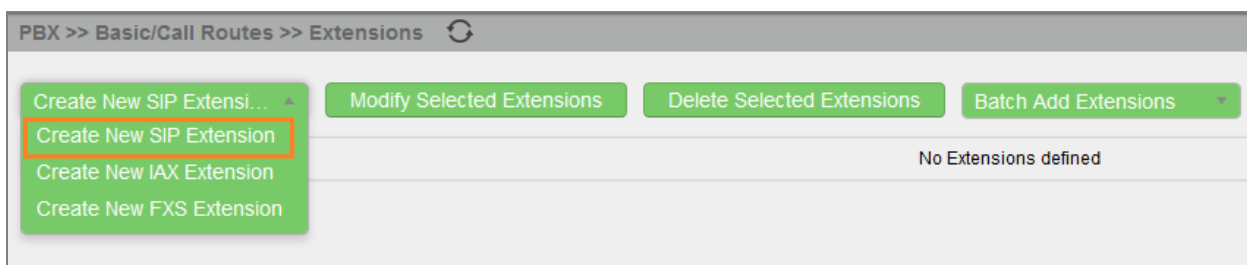 PBX >> Basic/Call Routes >> Extensions
Create New SIP Extensi... Modify Selected Extensions Delete Selected Extensions Batch Add Extensions
Create New SIP Extension
No Extensions defined
Create New IAX Extension
Create New FXS Extension